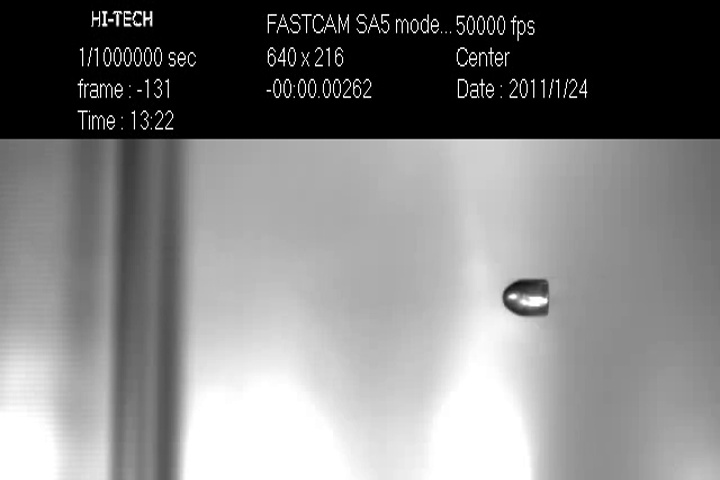 HI-TECH FASTCAM SA5 mode... 50000 fps
1/1000000 sec 640 x 216 Center
frame : -131 -00:00.00262 Date : 2011/1/24
Time : 13:22